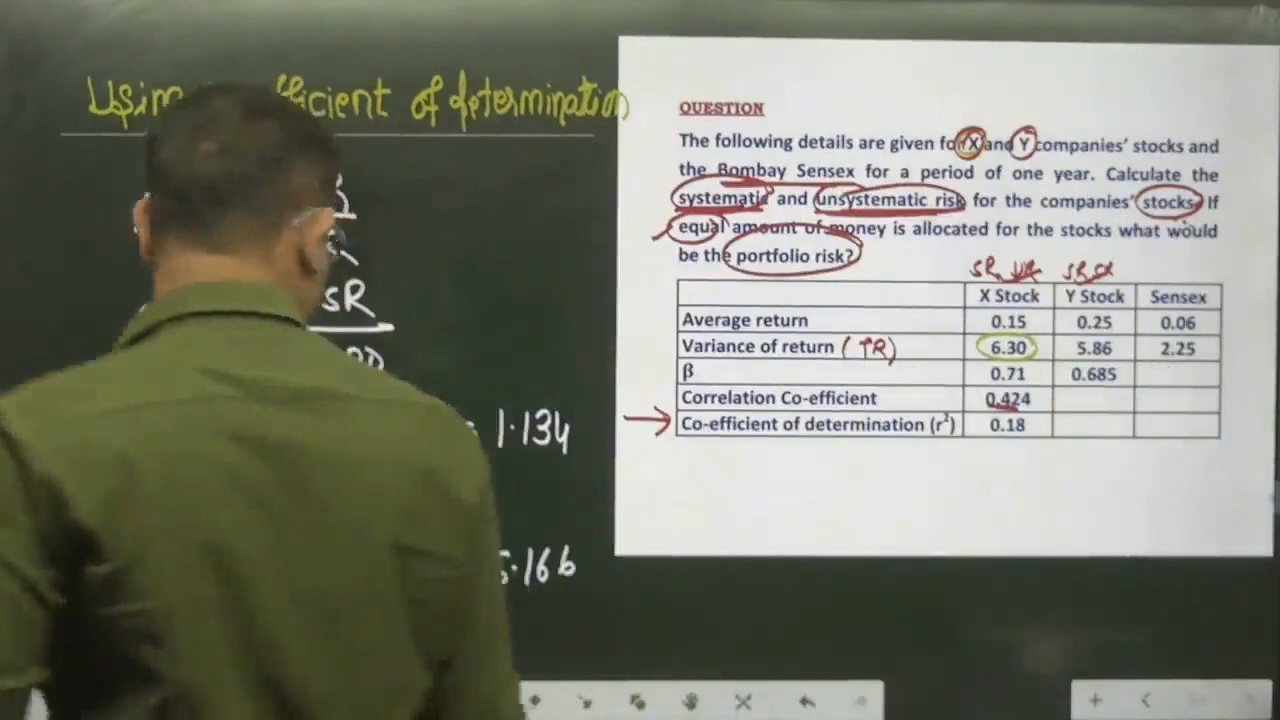 of determination
SR
1.134
5.166
QUESTION
The following details are given for X and Y companies' stocks and
the Bombay Sensex for a period of one year. Calculate the
systematic and unsystematic risk for the companies' stocks. If
equal amount of money is allocated for the stocks what would
be the portfolio risk?
SR UR SR UR
X Stock Y Stock Sensex
Average return 0.15 0.25 0.06
Variance of return (TR) 6.30 5.86 2.25
β 0.71 0.685
Correlation Co-efficient 0.424
Co-efficient of determination (r²) 0.18